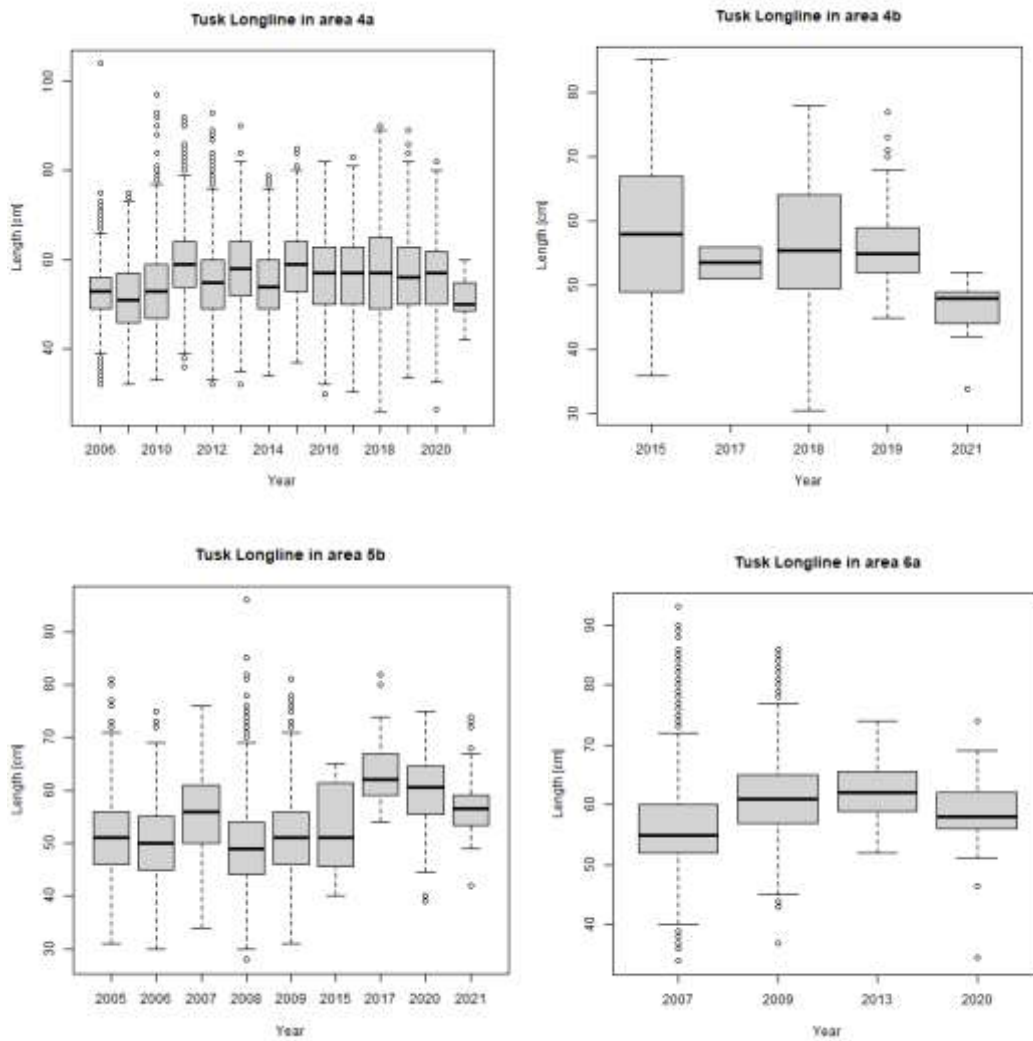 Tusk Longline in area 4a
Length [cm]
100
80
60
40
2006 2010 2012 2014 2016 2018 2020
Year
Tusk Longline in area 4b
Length [cm]
80
70
60
50
40
30
2015 2017 2018 2019 2021
Year
Tusk Longline in area 5b
Length [cm]
90
80
70
60
50
40
30
2005 2006 2007 2008 2009 2015 2017 2020 2021
Year
Tusk Longline in area 6a
Length [cm]
90
80
70
60
50
40
2007 2009 2013 2020
Year